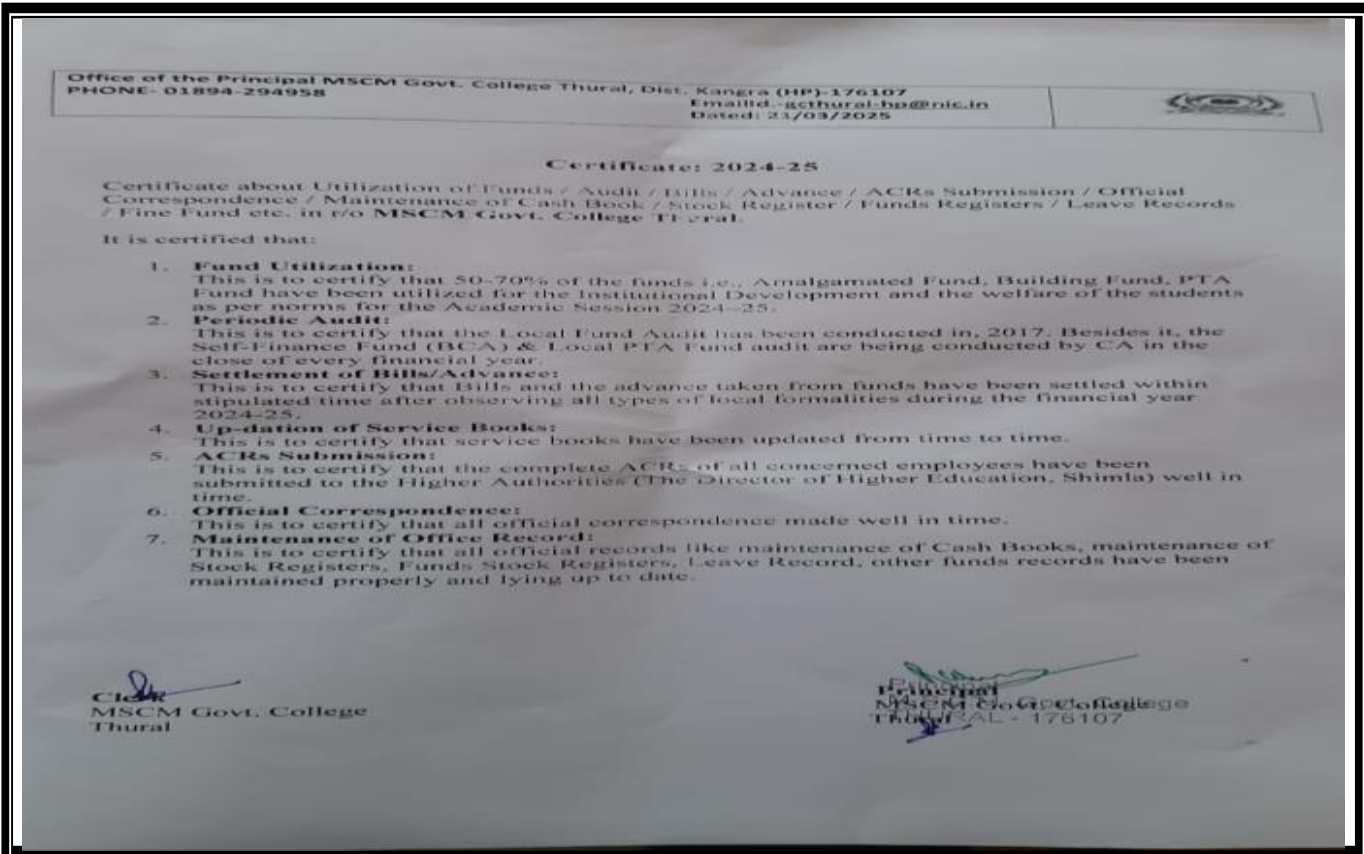 Office of the Principal MSCM Govt. College Thural, Dist. Kangra (HP)-176107
PHONE- 01894-294958
Emailid.-gcthural-hp@nic.in
Dated: 21/03/2025
Certificate: 2024-25
Certificate about Utilization of Funds / Audit / Bills / Advance / ACRs Submission / Official
Correspondence / Maintenance of Cash Book / Stock Register / Funds Registers / Leave Records
/ Fine Fund etc. in r/o MSCM Govt. College Thural.
It is certified that:
1. Fund Utilization:
This is to certify that 50-70% of the funds i.e., Amalgamated Fund, Building Fund, PTA
Fund have been utilized for the Institutional Development and the welfare of the students
as per norms for the Academic Session 2024-25.
2. Periodic Audit:
This is to certify that the Local Fund Audit has been conducted in, 2017. Besides it, the
Self-Finance Fund (BCA) & Local PTA Fund audit are being conducted by CA in the
close of every financial year.
3. Settlement of Bills/Advance:
This is to certify that Bills and the advance taken from funds have been settled within
stipulated time after observing all types of local formalities during the financial year
2024-25.
4. Up-dation of Service Books:
This is to certify that service books have been updated from time to time.
5. ACRs Submission:
This is to certify that the complete ACRs of all concerned employees have been
submitted to the Higher Authorities (The Director of Higher Education, Shimla) well in
time.
6. Official Correspondence:
This is to certify that all official correspondence made well in time.
7. Maintenance of Office Record:
This is to certify that all official records like maintenance of Cash Books, maintenance of
Stock Registers, Funds Stock Registers, Leave Record, other funds records have been
maintained properly and lying up to date.
Clerk
MSCM Govt. College
Thural
Principal
MSCM Govt. College
Thural
Principal
Govt. College
THURAL - 176107